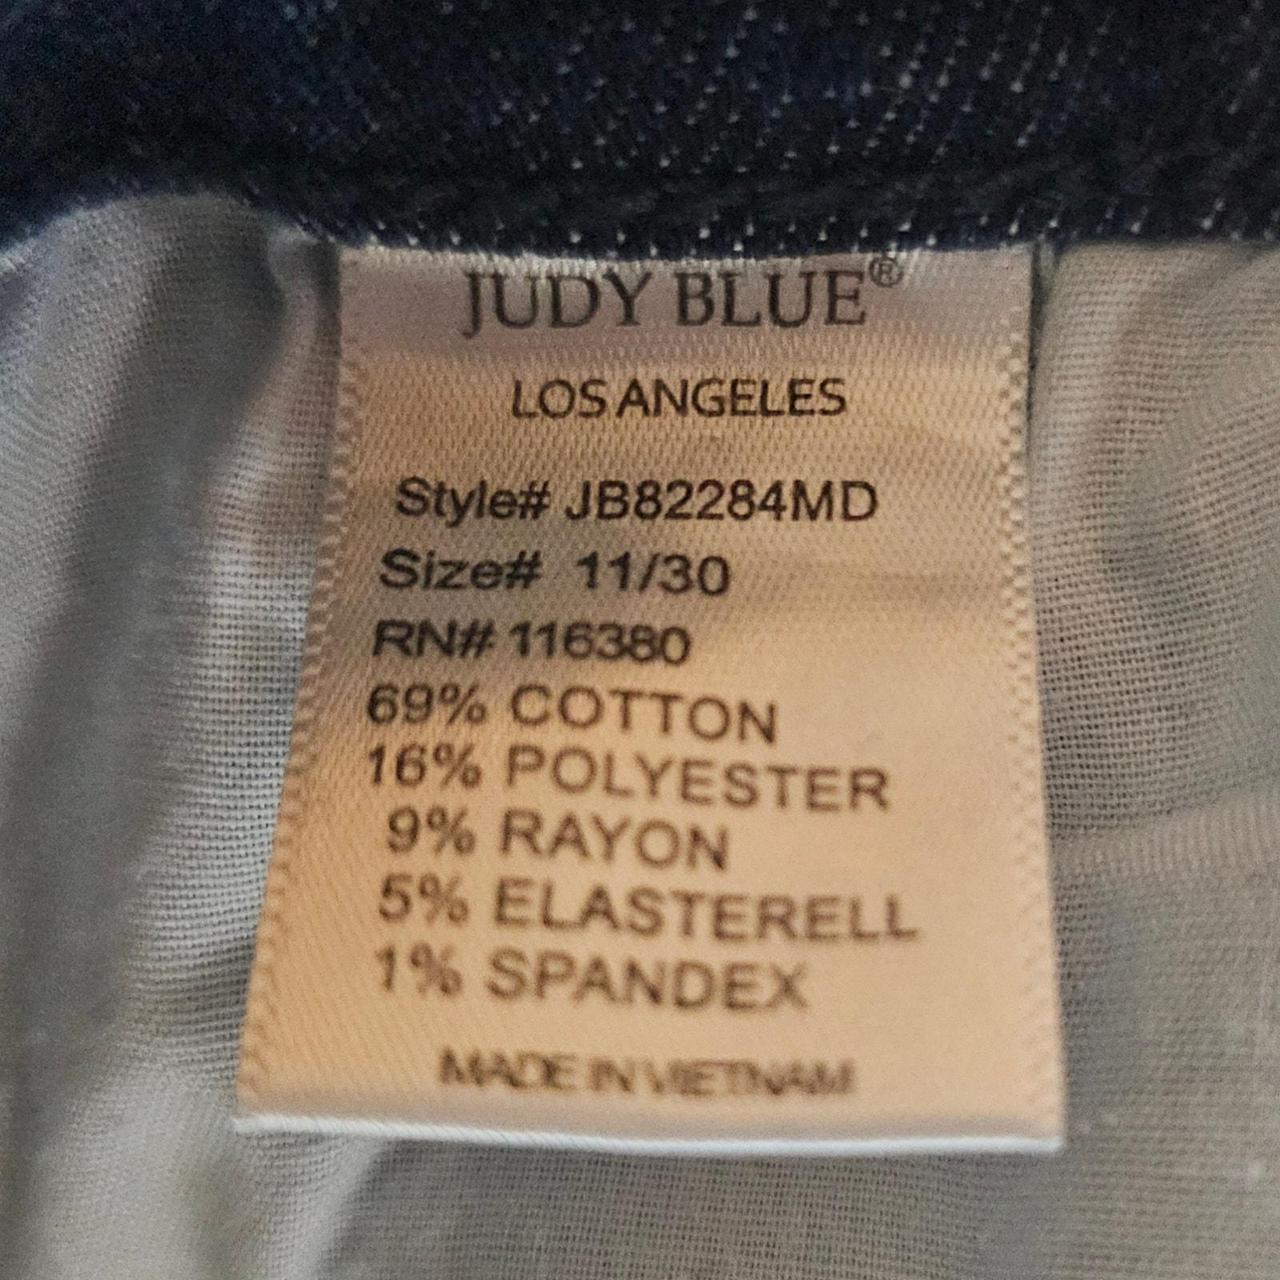 JUDY BLUE®
LOS ANGELES
Style# JB82284MD
Size# 11/30
RN# 116380
69% COTTON
16% POLYESTER
9% RAYON
5% ELASTERELL
1% SPANDEX
MADE IN VIETNAM